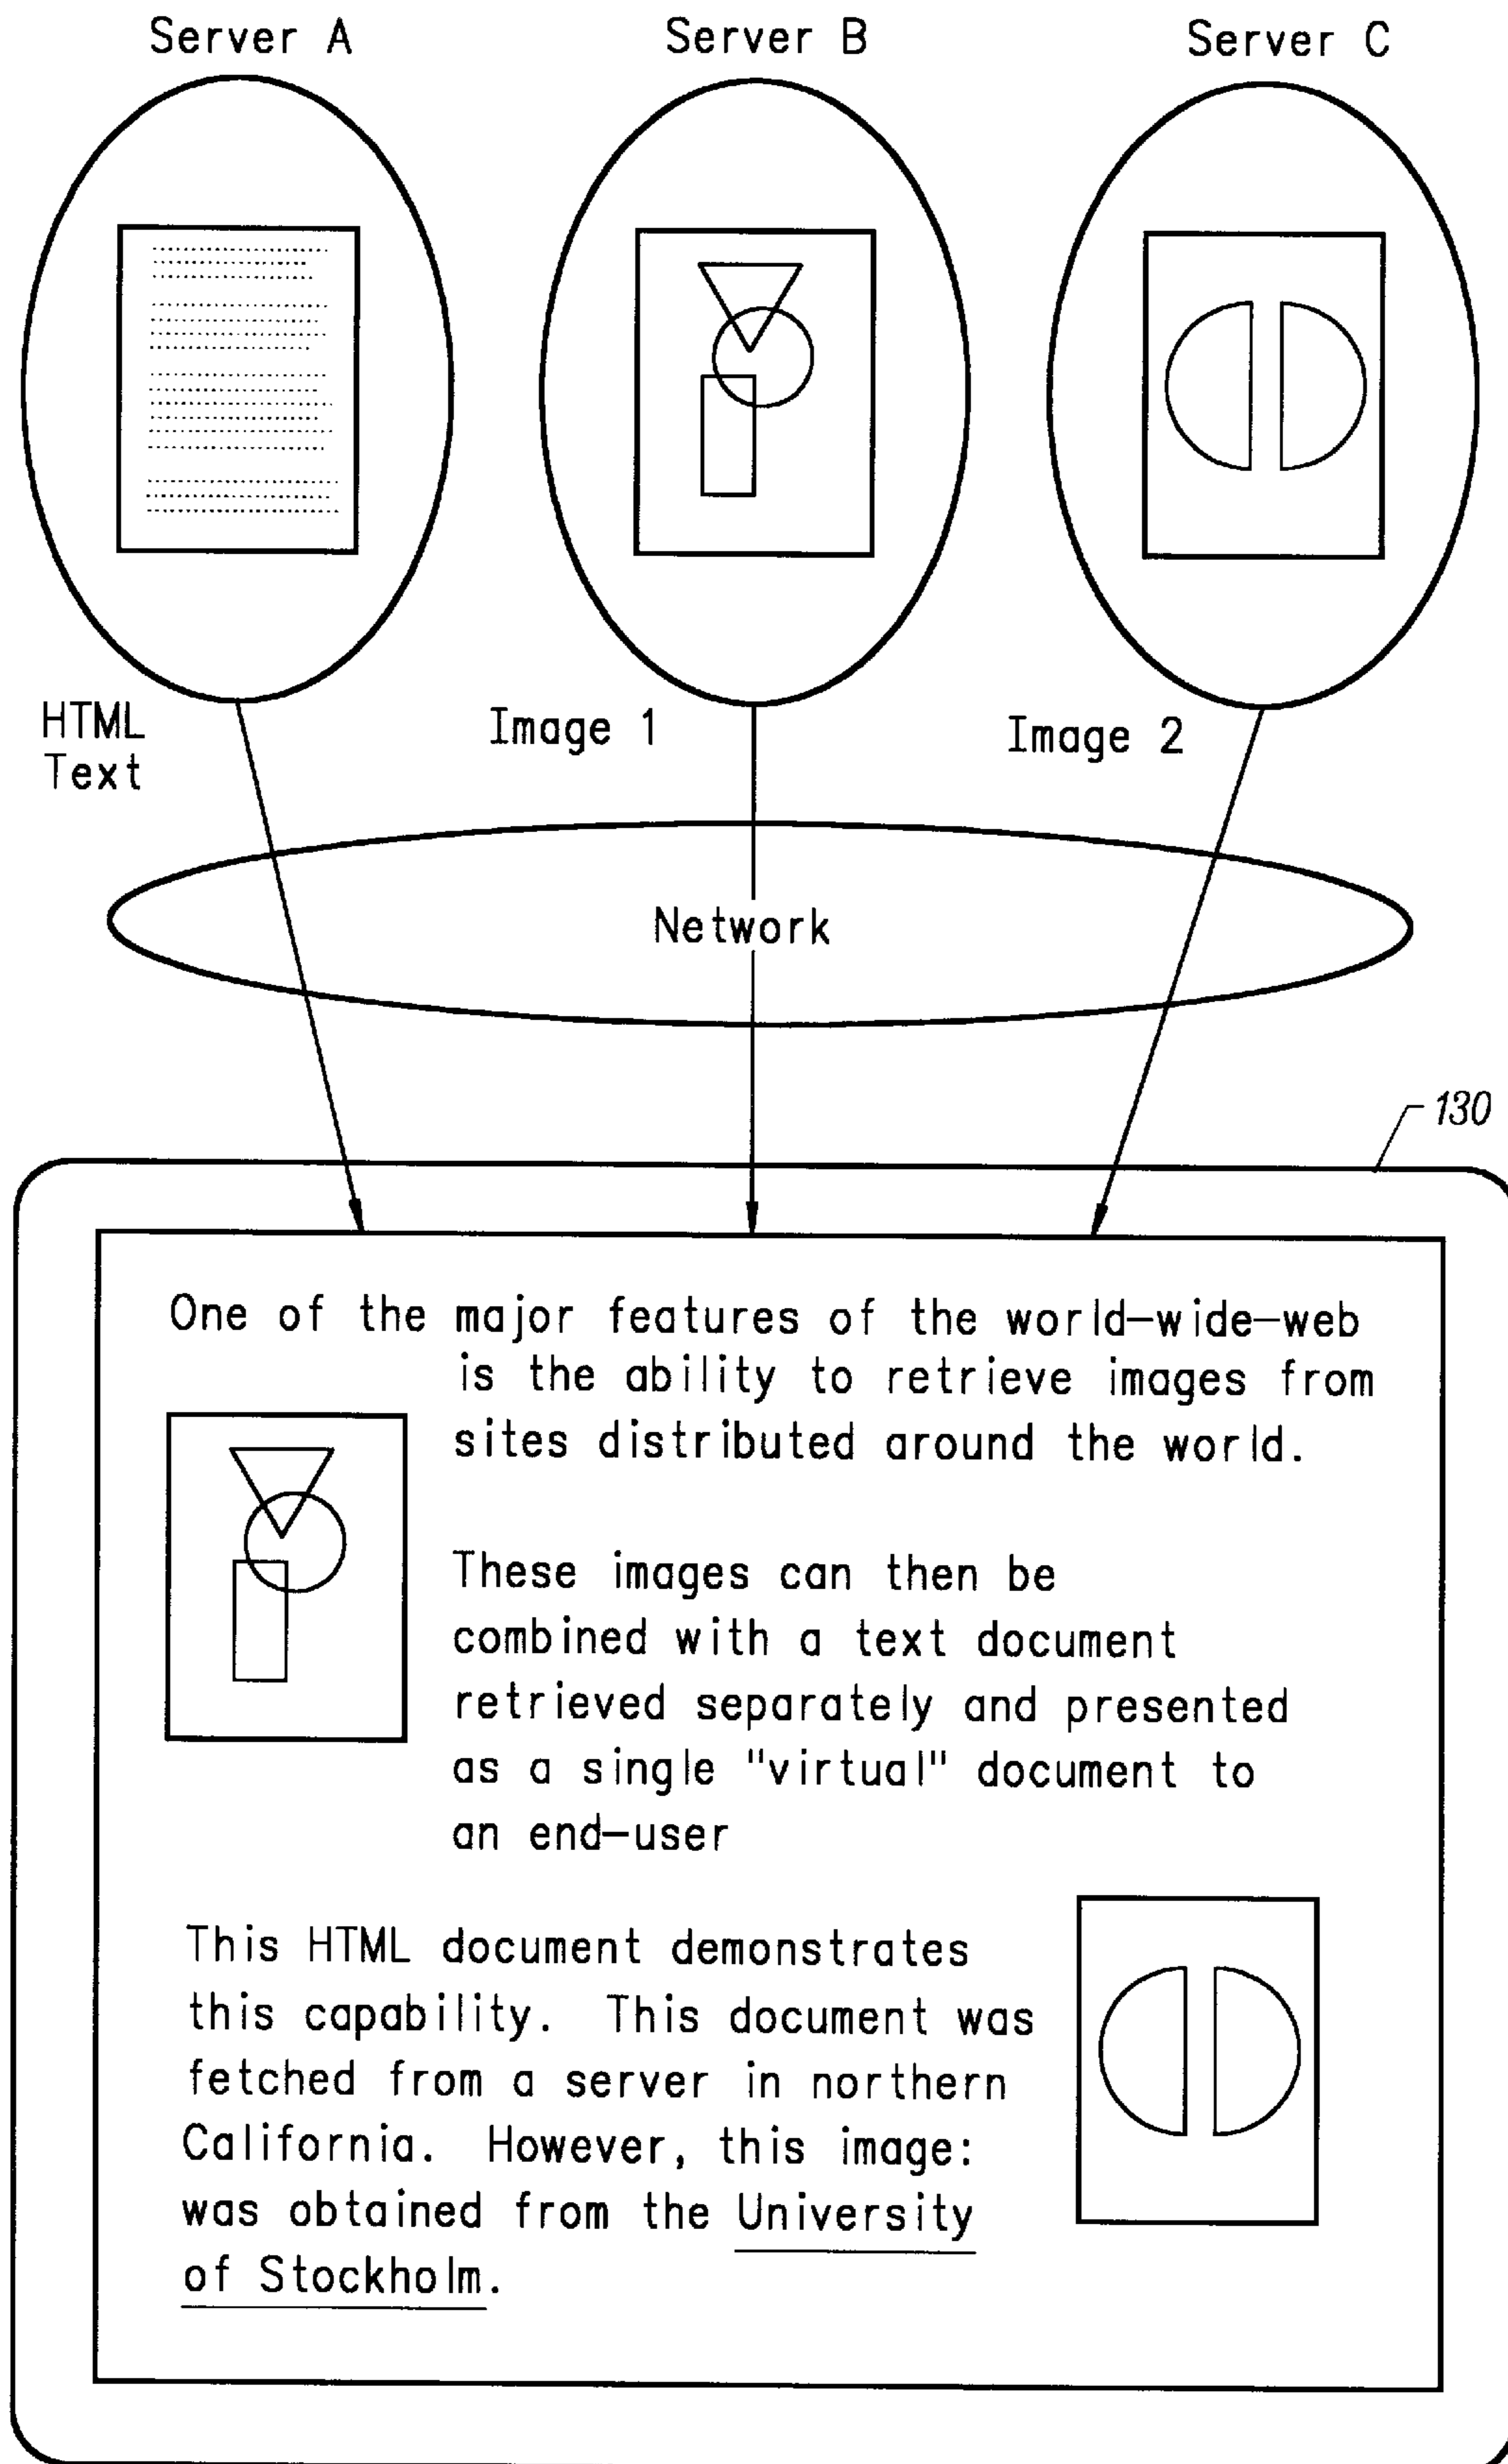 Server A
Server B
Server C
HTML
Text
Image 1
Image 2
Network
130
One of the major features of the world-wide-web
is the ability to retrieve images from
sites distributed around the world.
These images can then be
combined with a text document
retrieved separately and presented
as a single "virtual" document to
an end-user
This HTML document demonstrates
this capability. This document was
fetched from a server in northern
California. However, this image:
was obtained from the University
of Stockholm.